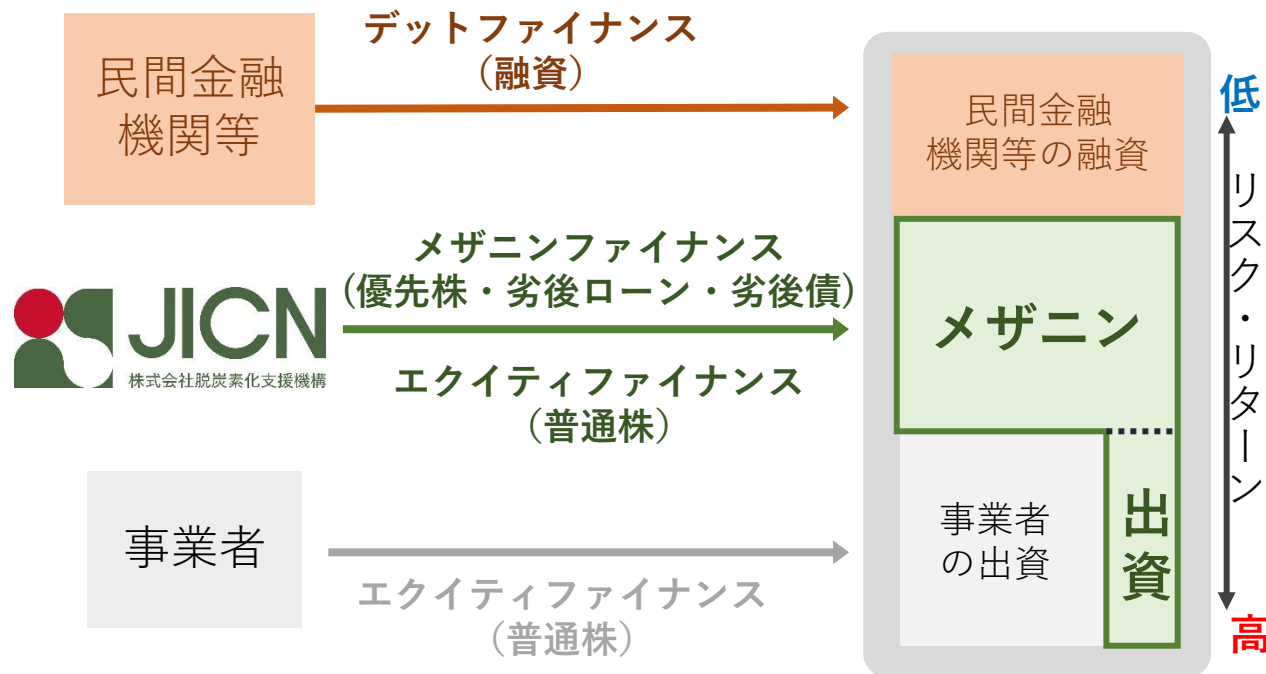 民間金融
機関等
デットファイナンス
(融資)
メザニンファイナンス
(優先株・劣後ローン・劣後債)
JICN
株式会社脱炭素化支援機構
エクイティファイナンス
(普通株)
事業者
エクイティファイナンス
(普通株)
民間金融
機関等の融資
メザニン
事業者
の出資
出資
低
リスク・リターン
高